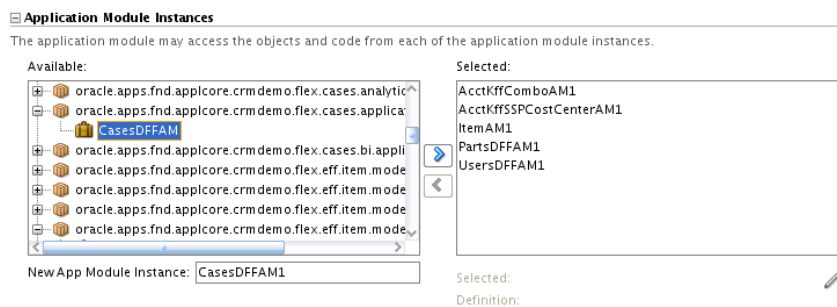 Application Module Instances
The application module may access the objects and code from each of the application module instances.
Available:
oracle.apps.fnd.applcore.crmdemo.flex.cases.analytic
oracle.apps.fnd.applcore.crmdemo.flex.cases.applica
CasesDFFAM
oracle.apps.fnd.applcore.crmdemo.flex.cases.bi.appli
oracle.apps.fnd.applcore.crmdemo.flex.eff.item.mode
oracle.apps.fnd.applcore.crmdemo.flex.eff.item.mode
oracle.apps.fnd.applcore.crmdemo.flex.eff.item.mode
oracle.apps.fnd.applcore.crmdemo.flex.eff.item.mode
New App Module Instance: CasesDFFAM1
Selected:
AcctKffComboAM1
AcctKffSSPCostCenterAM1
ItemAM1
PartsDFFAM1
UsersDFFAM1
Selected:
Definition: